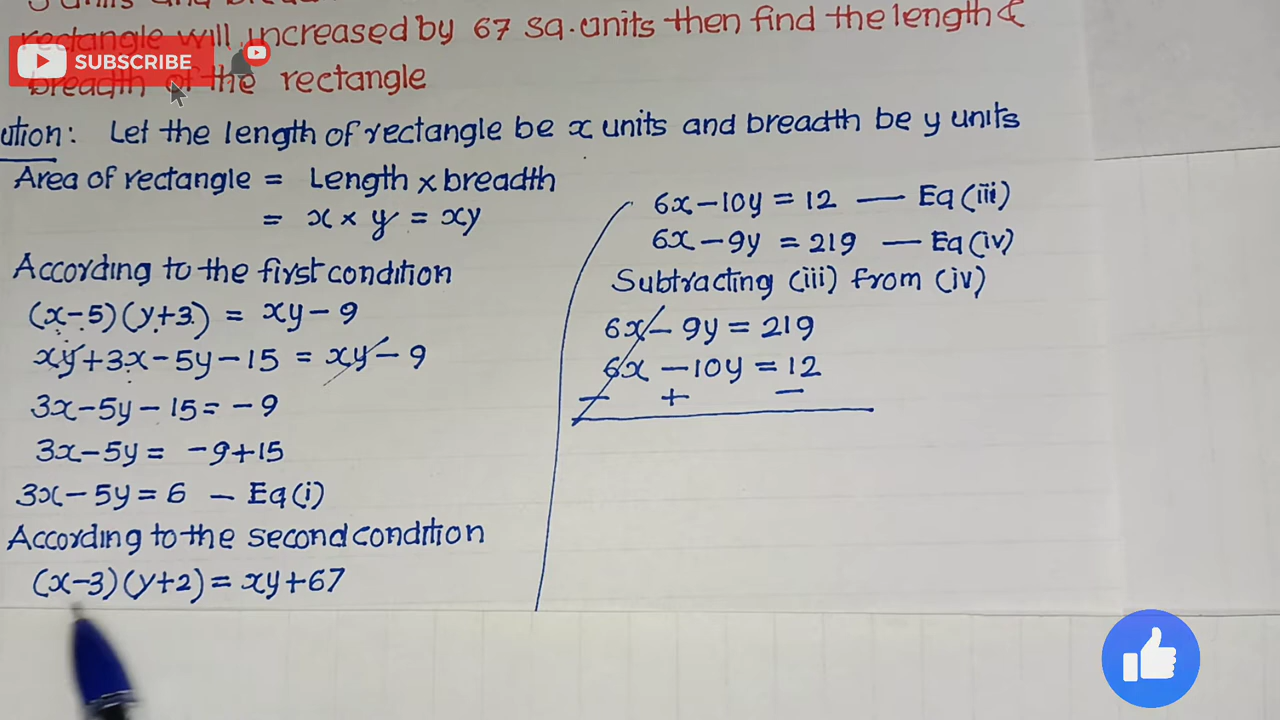 units and
rectangle will increased by 67 sq.units then find the length &
SUBSCRIBE
breadth of the rectangle
ution: Let the length of rectangle be x units and breadth be y units
Area of rectangle = Length × breadth
= x × y = xy
According to the first condition
(x-5)(y+3) = xy-9
xy+3x-5y-15 = xy-9
3x-5y-15=-9
3x-5y= -9+15
3x-5y=6 - Eq(i)
According to the second condition
(x-3)(y+2)=xy+67
6x-10y=12 — Eq(iii)
6x-9y=219 — Eq(iv)
Subtracting (iii) from (iv)
6x-9y=219
6x-10y=12
- + -